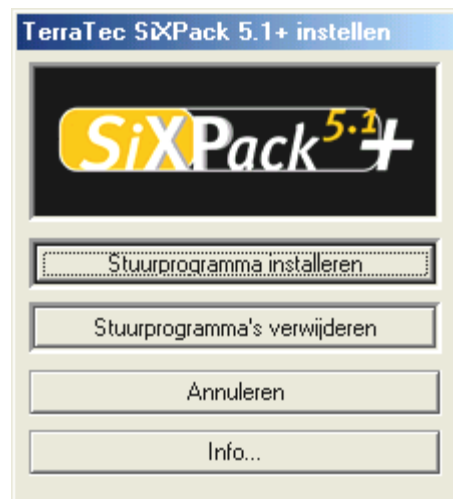 TerraTec SiXPack 5.1+ instellen
SiXPack 5.1+
Stuurprogramma installeren
Stuurprogramma's verwijderen
Annuleren
Info...